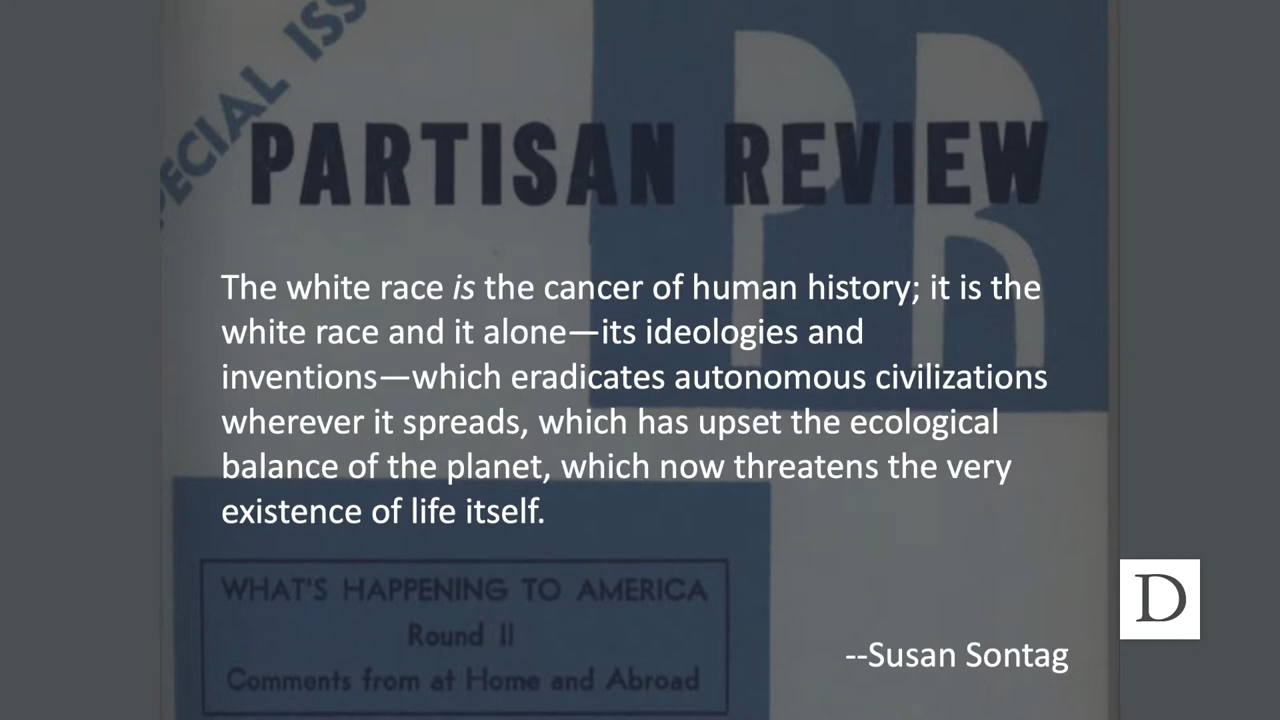 PECIAL ISS
PR
PARTISAN REVIEW
The white race is the cancer of human history; it is the
white race and it alone—its ideologies and
inventions—which eradicates autonomous civilizations
wherever it spreads, which has upset the ecological
balance of the planet, which now threatens the very
existence of life itself.
WHAT'S HAPPENING TO AMERICA
Round II
Comments from at Home and Abroad
D
--Susan Sontag